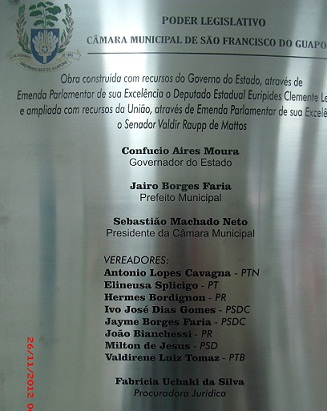 PODER LEGISLATIVO
CÂMARA MUNICIPAL DE SÃO FRANCISCO DO GUAPO
Obra construída com recursos do Governo do Estado, através de
Emenda Parlamentar de sua Excelência o Deputado Estadual Eurípides Clemente Le
e ampliada com recursos da União, através de Emenda Parlamentar de sua Excelê
o Senador Valdir Raupp de Mattos
Confucio Aires Moura
Governador do Estado
Jairo Borges Faria
Prefeito Municipal
Sebastião Machado Neto
Presidente da Câmara Municipal
VEREADORES:
Antonio Lopes Cavagna - PTN
Elineusa Splicigo - PT
Hermes Bordignon - PR
Ivo José Dias Gomes - PSDC
Jayme Borges Faria - PSDC
João Bianchessi - PR
Milton de Jesus - PSD
Valdirene Luiz Tomaz - PTB
Fabricia Uchaki da Silva
Procuradora Jurídica
26/11/2012